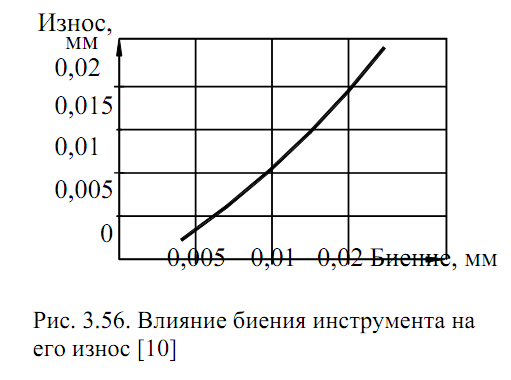 Износ,
мм
0,02
0,015
0,01
0,005
0
0,005 0,01 0,02 Биение, мм
Рис. 3.56. Влияние биения инструмента на
его износ [10]